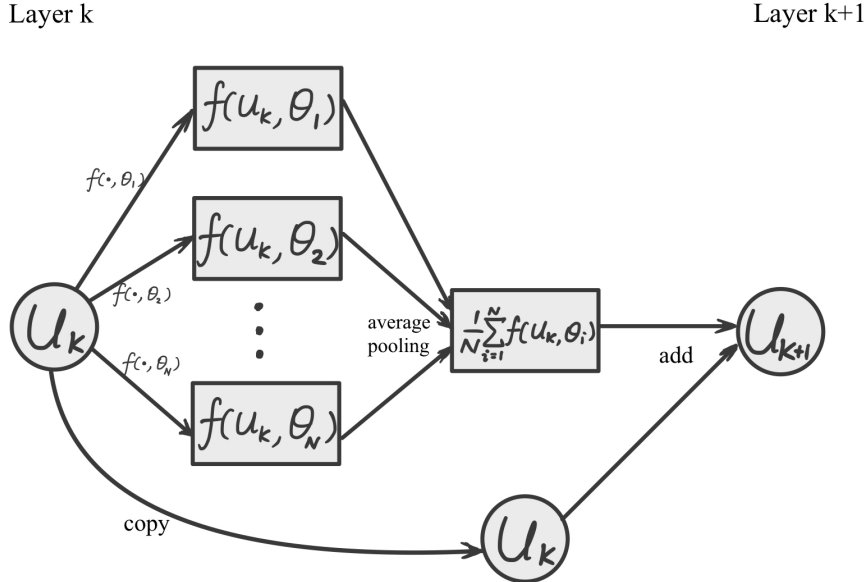 Layer k
Layer k+1
f(u_k, θ_1)
f(·, θ_1)
f(u_k, θ_2)
f(·, θ_2)
u_k
average
pooling
1/N ∑_{i=1}^N f(u_k, θ_i)
u_{k+1}
add
f(·, θ_N)
f(u_k, θ_N)
copy
u_k